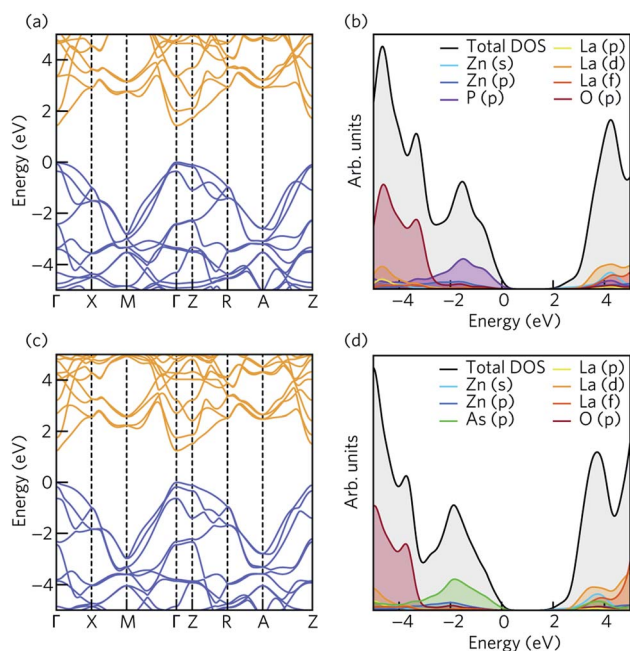 (a)
Energy (eV)
4
2
0
−2
−4
Γ X M Γ Z R A Z
(b)
Arb. units
Total DOS
Zn (s)
Zn (p)
P (p)
La (p)
La (d)
La (f)
O (p)
−4 −2 0 2 4
Energy (eV)
(c)
Energy (eV)
4
2
0
−2
−4
Γ X M Γ Z R A Z
(d)
Arb. units
Total DOS
Zn (s)
Zn (p)
As (p)
La (p)
La (d)
La (f)
O (p)
−4 −2 0 2 4
Energy (eV)